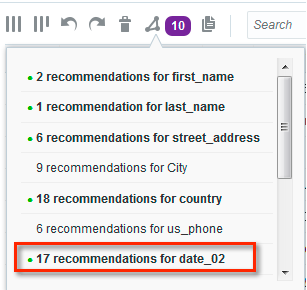 10
Search
2 recommendations for first_name
1 recommendation for last_name
6 recommendations for street_address
9 recommendations for City
18 recommendations for country
6 recommendations for us_phone
17 recommendations for date_02